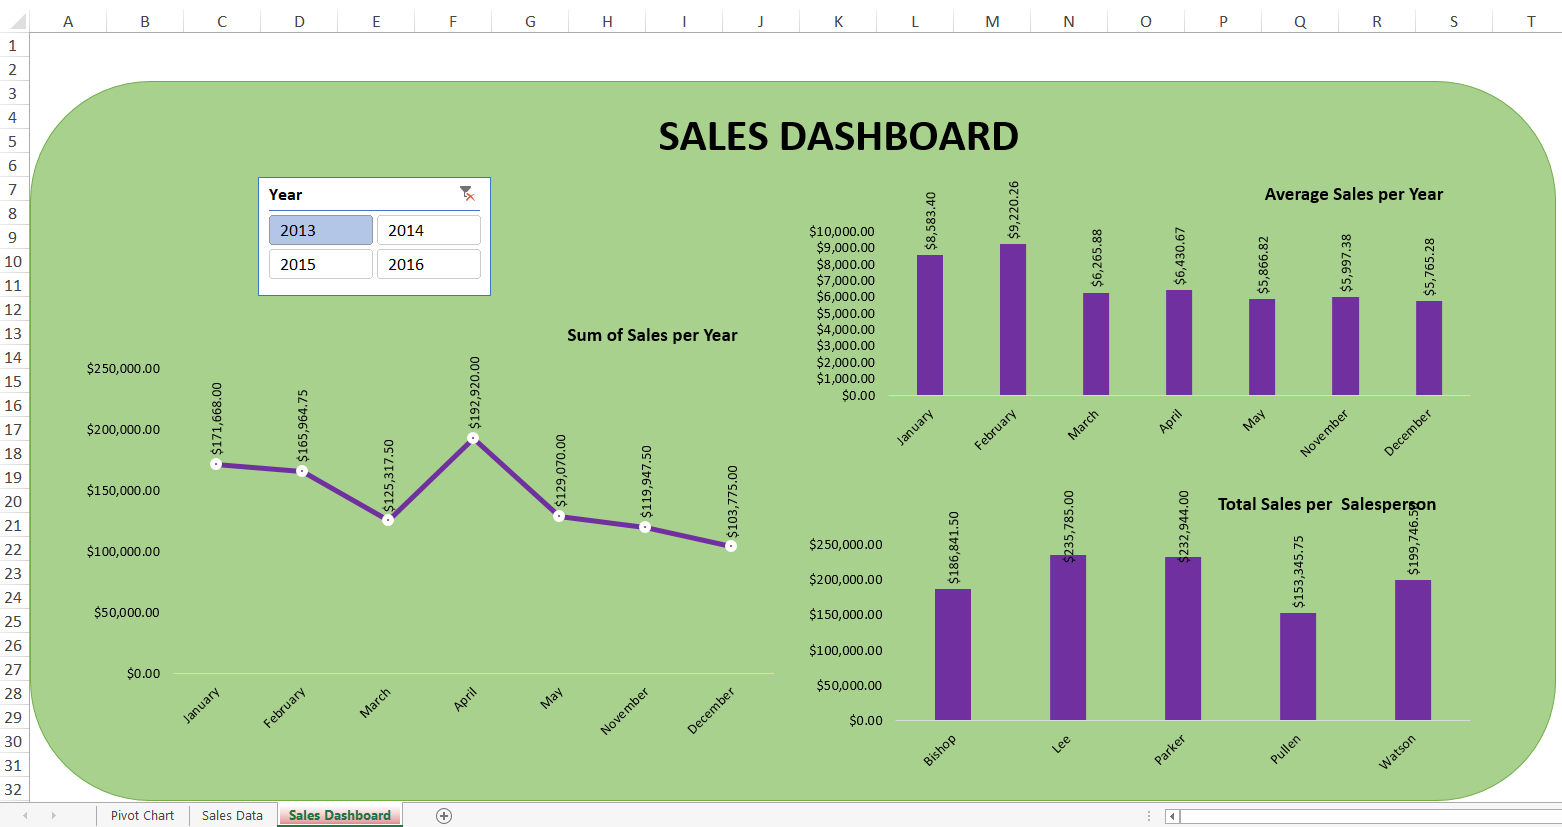 A B C D E F G H I J K L M N O P Q R S T
1
2
3
4
5
6
7
8
9
10
11
12
13
14
15
16
17
18
19
20
21
22
23
24
25
26
27
28
29
30
31
32
SALES DASHBOARD
Year
2013 2014
2015 2016
Sum of Sales per Year
$250,000.00
$200,000.00
$150,000.00
$100,000.00
$50,000.00
$0.00
$171,668.00
$165,964.75
$125,317.50
$192,920.00
$129,070.00
$119,947.50
$103,775.00
January
February
March
April
May
November
December
Average Sales per Year
$10,000.00
$9,000.00
$8,000.00
$7,000.00
$6,000.00
$5,000.00
$4,000.00
$3,000.00
$2,000.00
$1,000.00
$0.00
$8,583.40
$9,220.26
$6,265.88
$6,430.67
$5,866.82
$5,997.38
$5,765.28
January
February
March
April
May
November
December
Total Sales per  Salesperson
$250,000.00
$200,000.00
$150,000.00
$100,000.00
$50,000.00
$0.00
$186,841.50
$235,785.00
$232,944.00
$153,345.75
$199,746.50
Bishop
Lee
Parker
Pullen
Watson
Pivot Chart Sales Data Sales Dashboard